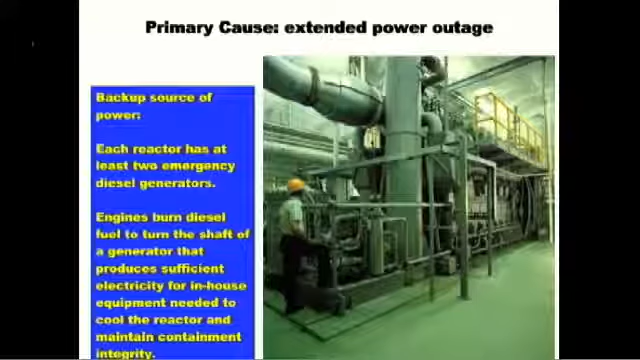 Primary Cause: extended power outage
Backup source of
power:
Each reactor has at
least two emergency
diesel generators.
Engines burn diesel
fuel to turn the shaft of
a generator that
produces sufficient
electricity for in-house
equipment needed to
cool the reactor and
maintain containment
integrity.